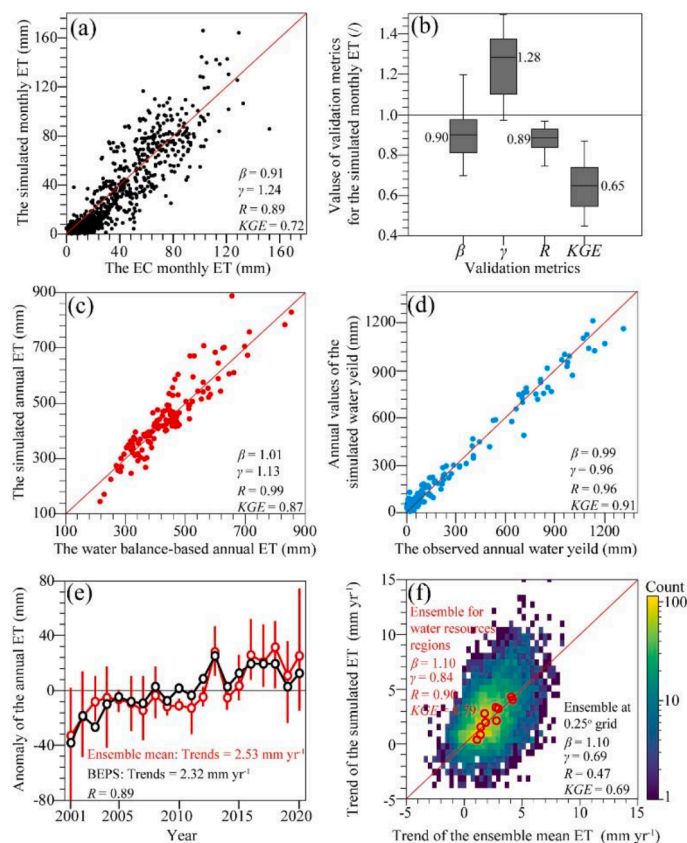 (a)
The simulated monthly ET (mm)
160
120
80
40
0
β = 0.91
γ = 1.24
R = 0.89
KGE = 0.72
0 40 80 120 160
The EC monthly ET (mm)
(b)
Valuse of validation metrics
for the simulated monthly ET (/)
1.4
1.2
1.0
0.8
0.6
0.4
0.90
1.28
0.89
0.65
β γ R KGE
Validation metrics
(c)
The simulated annual ET (mm)
900
700
500
300
100
β = 1.01
γ = 1.13
R = 0.99
KGE = 0.87
100 300 500 700 900
The water balance-based annual ET (mm)
(d)
Annual values of the
simulated water yeild (mm)
1200
900
600
300
0
β = 0.99
γ = 0.96
R = 0.96
KGE = 0.91
0 300 600 900 1200
The observed annual water yeild (mm)
(e)
Anomaly of the annual ET (mm)
80
40
0
-40
-80
Ensemble mean: Trends = 2.53 mm yr-1
BEPS: Trends = 2.32 mm yr-1
R = 0.89
2001 2005 2010 2015 2020
Year
(f)
Trend of the sumulated ET (mm yr-1)
15
10
5
0
-5
Ensemble for
water resources
regions
β = 1.10
γ = 0.84
R = 0.90
KGE = 0.79
Ensemble at
0.25° grid
β = 1.10
γ = 0.69
R = 0.47
KGE = 0.69
-5 0 5 10 15
Trend of the ensemble mean ET (mm yr-1)
Count
100
10
1